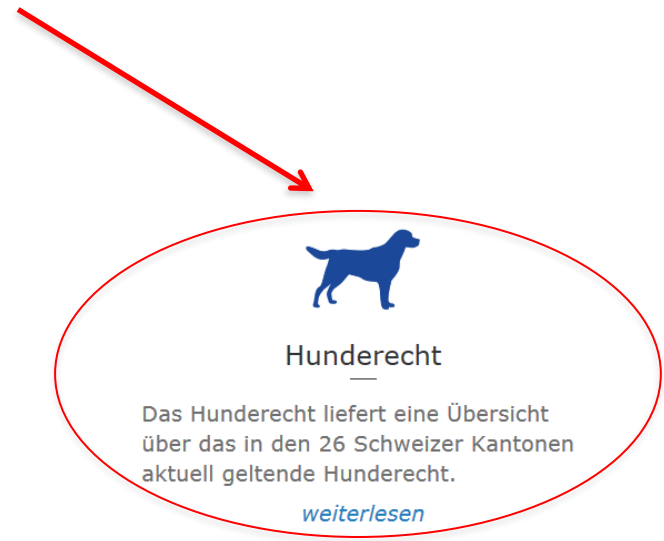 Hunderecht
Das Hunderecht liefert eine Übersicht
über das in den 26 Schweizer Kantonen
aktuell geltende Hunderecht.
weiterlesen